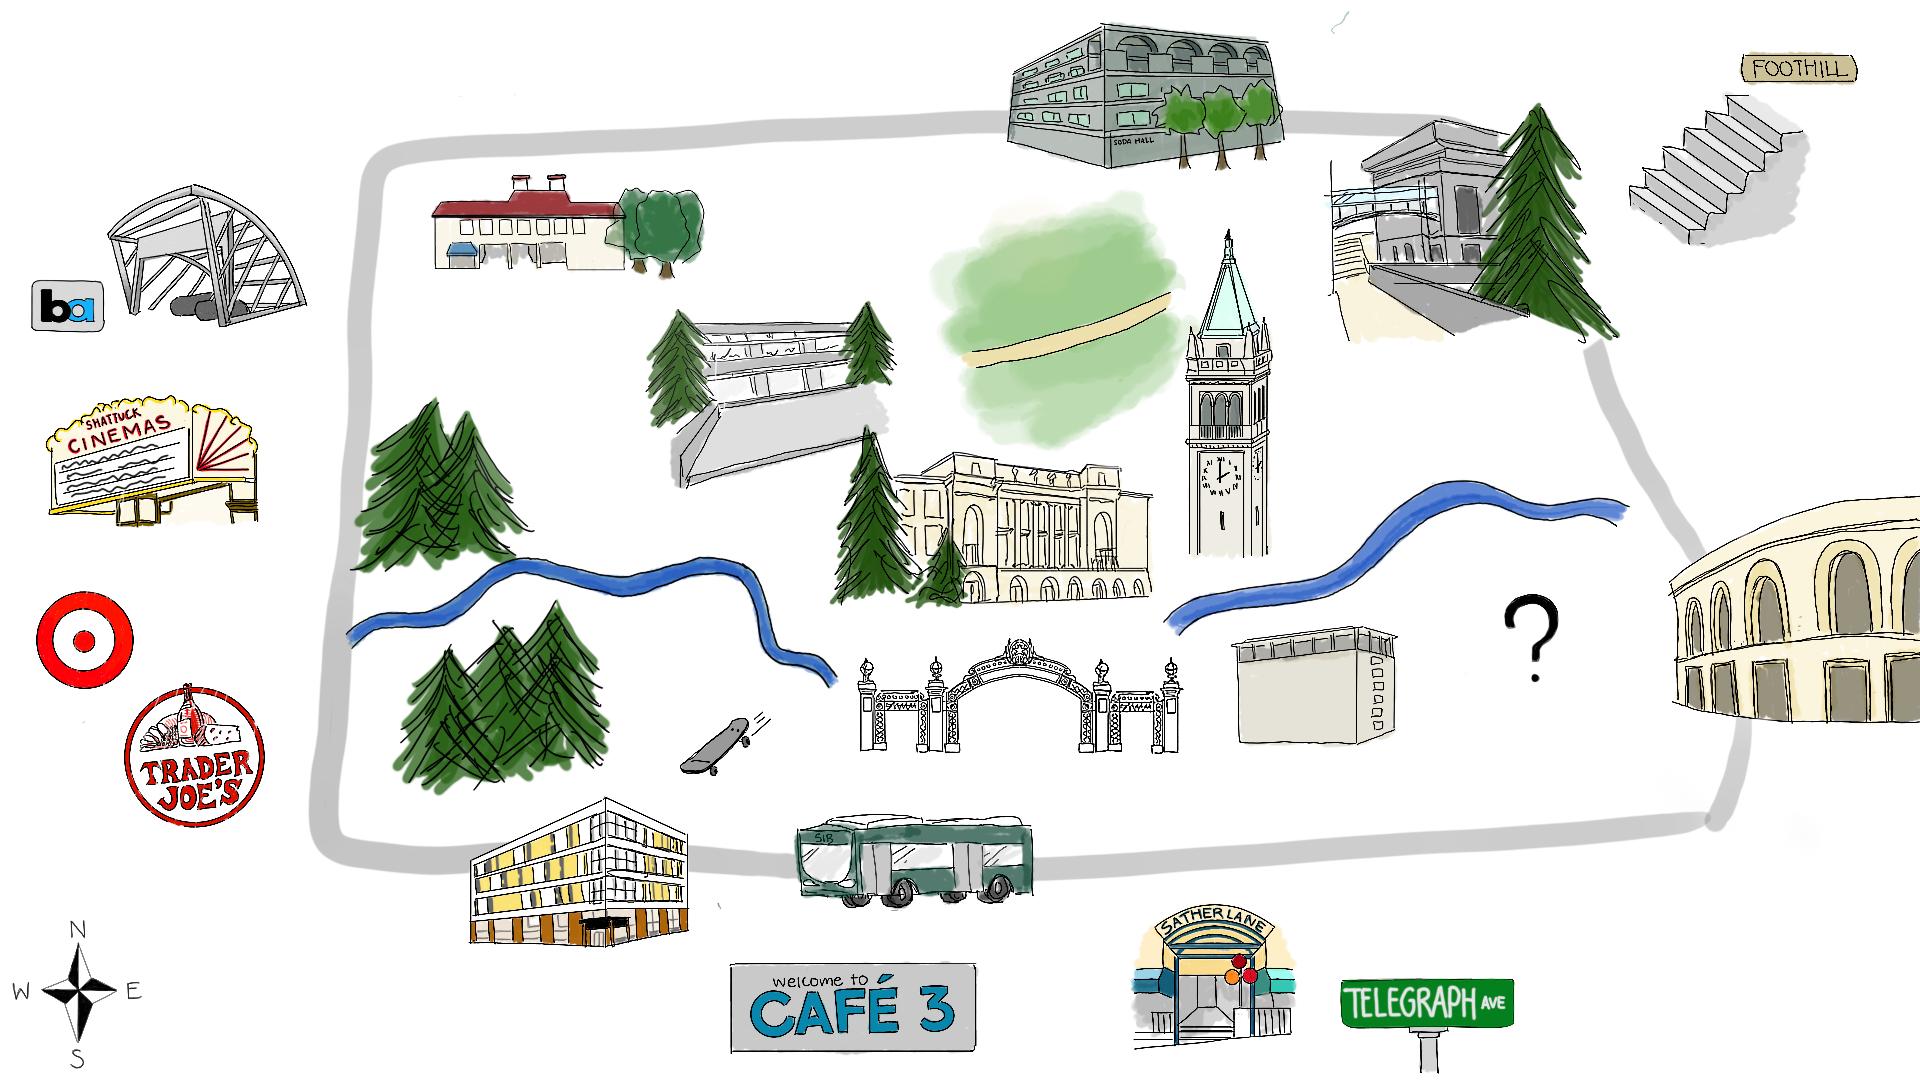 FOOTHILL
SODA HALL
ba
SHATTUCK
CINEMAS
TRADER
JOE'S
?
51B
SATHER LANE
N
W E
S
welcome to
CAFÉ 3
TELEGRAPH AVE